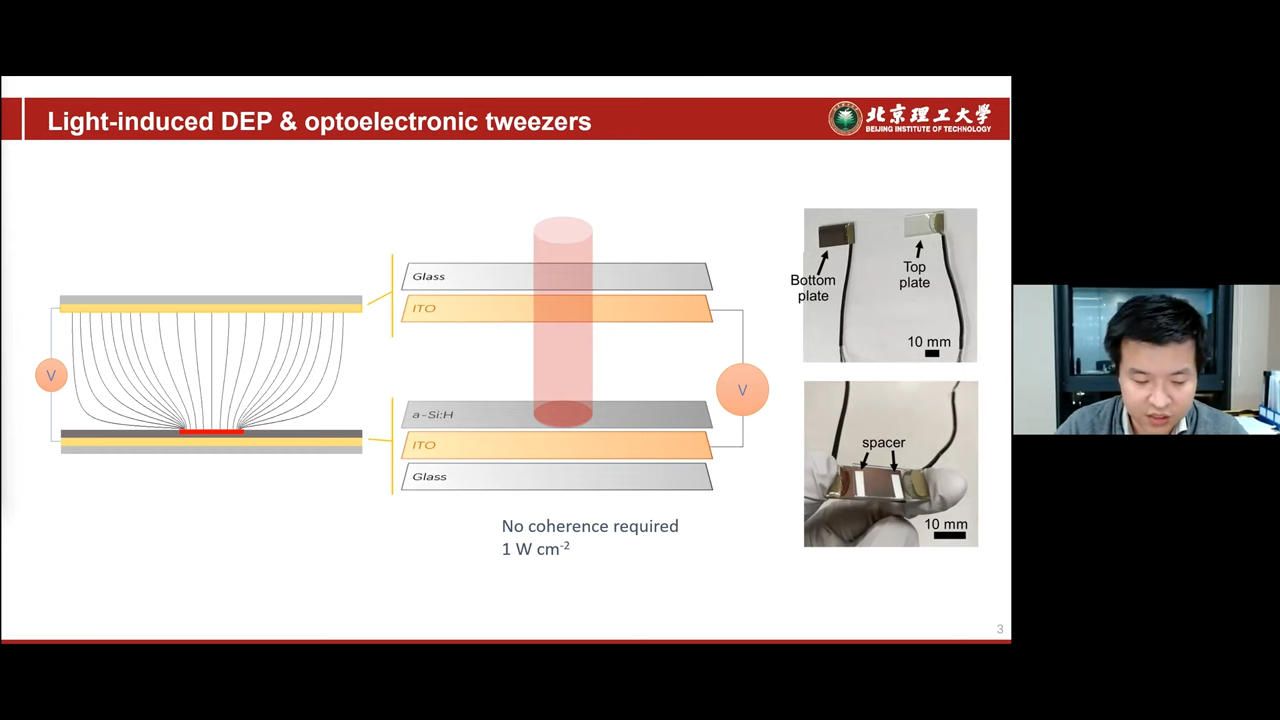 Light-induced DEP & optoelectronic tweezers
北京理工大学
BEIJING INSTITUTE OF TECHNOLOGY
V
Glass
ITO
a-Si:H
ITO
Glass
V
No coherence required
1 W cm⁻²
Bottom
plate
Top
plate
10 mm
spacer
10 mm
3